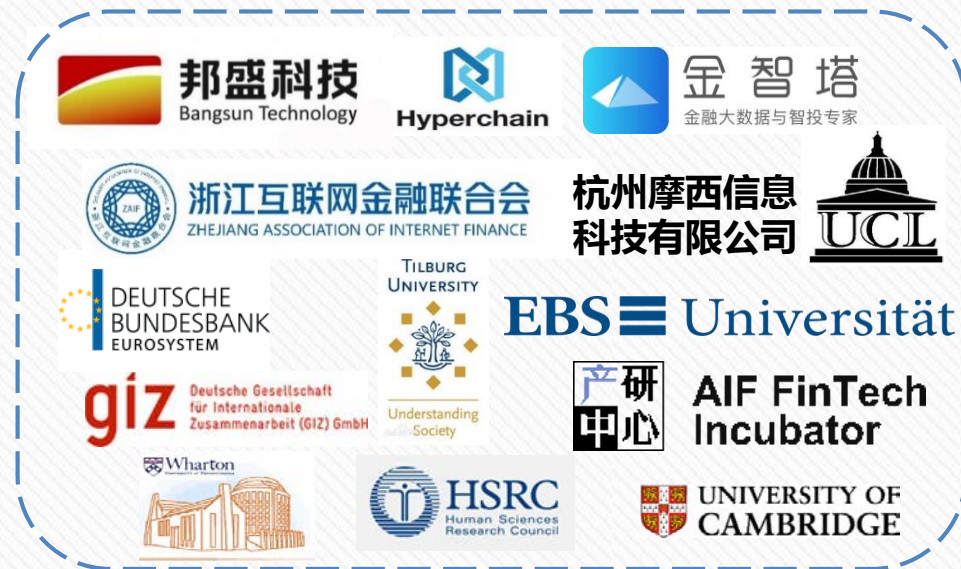 邦盛科技
Bangsun Technology
Hyperchain
金智塔
金融大数据与智投专家
ZAIF
浙江互联网金融联合会
ZHEJIANG ASSOCIATION OF INTERNET FINANCE
杭州摩西信息
科技有限公司
UCL
DEUTSCHE
BUNDESBANK
EUROSYSTEM
TILBURG
UNIVERSITY
Understanding
Society
EBS Universität
giz
Deutsche Gesellschaft
für Internationale
Zusammenarbeit (GIZ) GmbH
产研
中心
AIF FinTech
Incubator
Wharton
HSRC
Human Sciences
Research Council
UNIVERSITY OF
CAMBRIDGE